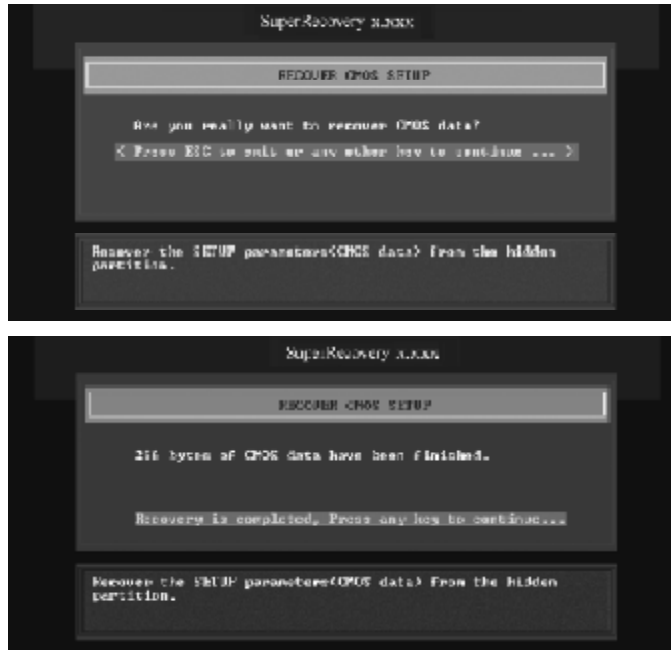 SuperRecovery x.xxxx
RECOVER CMOS SETUP
Are you really want to recover CMOS data?
< Press ESC to exit or any other key to continue ... >
Recover the SETUP parameters(CMOS data) from the hidden
partition.
SuperRecovery x.xxxx
RECOVER CMOS SETUP
256 bytes of CMOS data have been finished.
Recovery is completed, Press any key to continue...
Recover the SETUP parameters(CMOS data) from the hidden
partition.